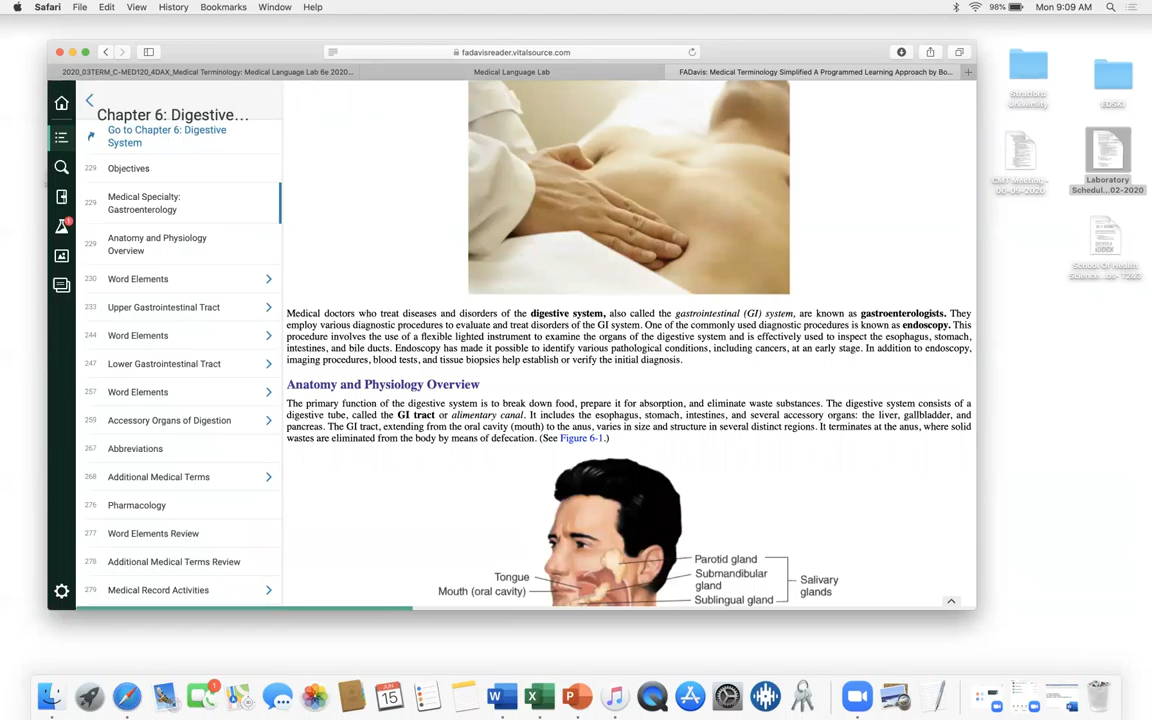 Safari File Edit View History Bookmarks Window Help 98% Mon 9:09 AM
fadavisreader.vitalsource.com
2020_03TERM_C-MED120_4DAX_Medical Terminology: Medical Language Lab 6e 2020... Medical Language Lab FADavis: Medical Terminology Simplified A Programmed Learning Approach by Bo...
Chapter 6: Digestive...
Go to Chapter 6: Digestive
System
229 Objectives
229 Medical Specialty:
Gastroenterology
229 Anatomy and Physiology
Overview
230 Word Elements
233 Upper Gastrointestinal Tract
244 Word Elements
247 Lower Gastrointestinal Tract
257 Word Elements
259 Accessory Organs of Digestion
267 Abbreviations
268 Additional Medical Terms
276 Pharmacology
277 Word Elements Review
278 Additional Medical Terms Review
279 Medical Record Activities
1
Medical doctors who treat diseases and disorders of the digestive system, also called the gastrointestinal (GI) system, are known as gastroenterologists. They
employ various diagnostic procedures to evaluate and treat disorders of the GI system. One of the commonly used diagnostic procedures is known as endoscopy. This
procedure involves the use of a flexible lighted instrument to examine the organs of the digestive system and is effectively used to inspect the esophagus, stomach,
intestines, and bile ducts. Endoscopy has made it possible to identify various pathological conditions, including cancers, at an early stage. In addition to endoscopy,
imaging procedures, blood tests, and tissue biopsies help establish or verify the initial diagnosis.
Anatomy and Physiology Overview
The primary function of the digestive system is to break down food, prepare it for absorption, and eliminate waste substances. The digestive system consists of a
digestive tube, called the GI tract or alimentary canal. It includes the esophagus, stomach, intestines, and several accessory organs: the liver, gallbladder, and
pancreas. The GI tract, extending from the oral cavity (mouth) to the anus, varies in size and structure in several distinct regions. It terminates at the anus, where solid
wastes are eliminated from the body by means of defecation. (See Figure 6-1.)
Tongue
Mouth (oral cavity)
Parotid gland
Submandibular
gland
Sublingual gland
Salivary
glands
Stratford
University
EDSKI
CMT Meeting -
06-09-2020
Laboratory
Schedul...02-2020
School Of Health
Science...
1
JUN
15